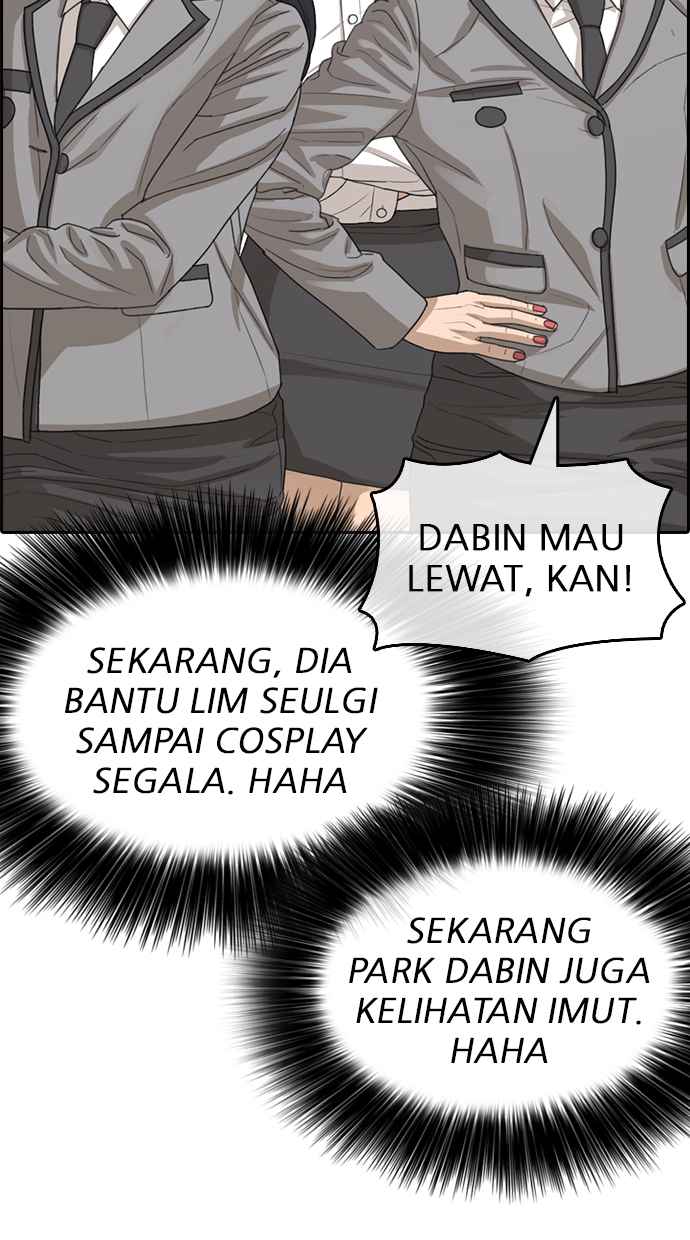 DABIN MAU
LEWAT, KAN!
SEKARANG, DIA
BANTU LIM SEULGI
SAMPAI COSPLAY
SEGALA. HAHA
SEKARANG
PARK DABIN JUGA
KELIHATAN IMUT.
HAHA